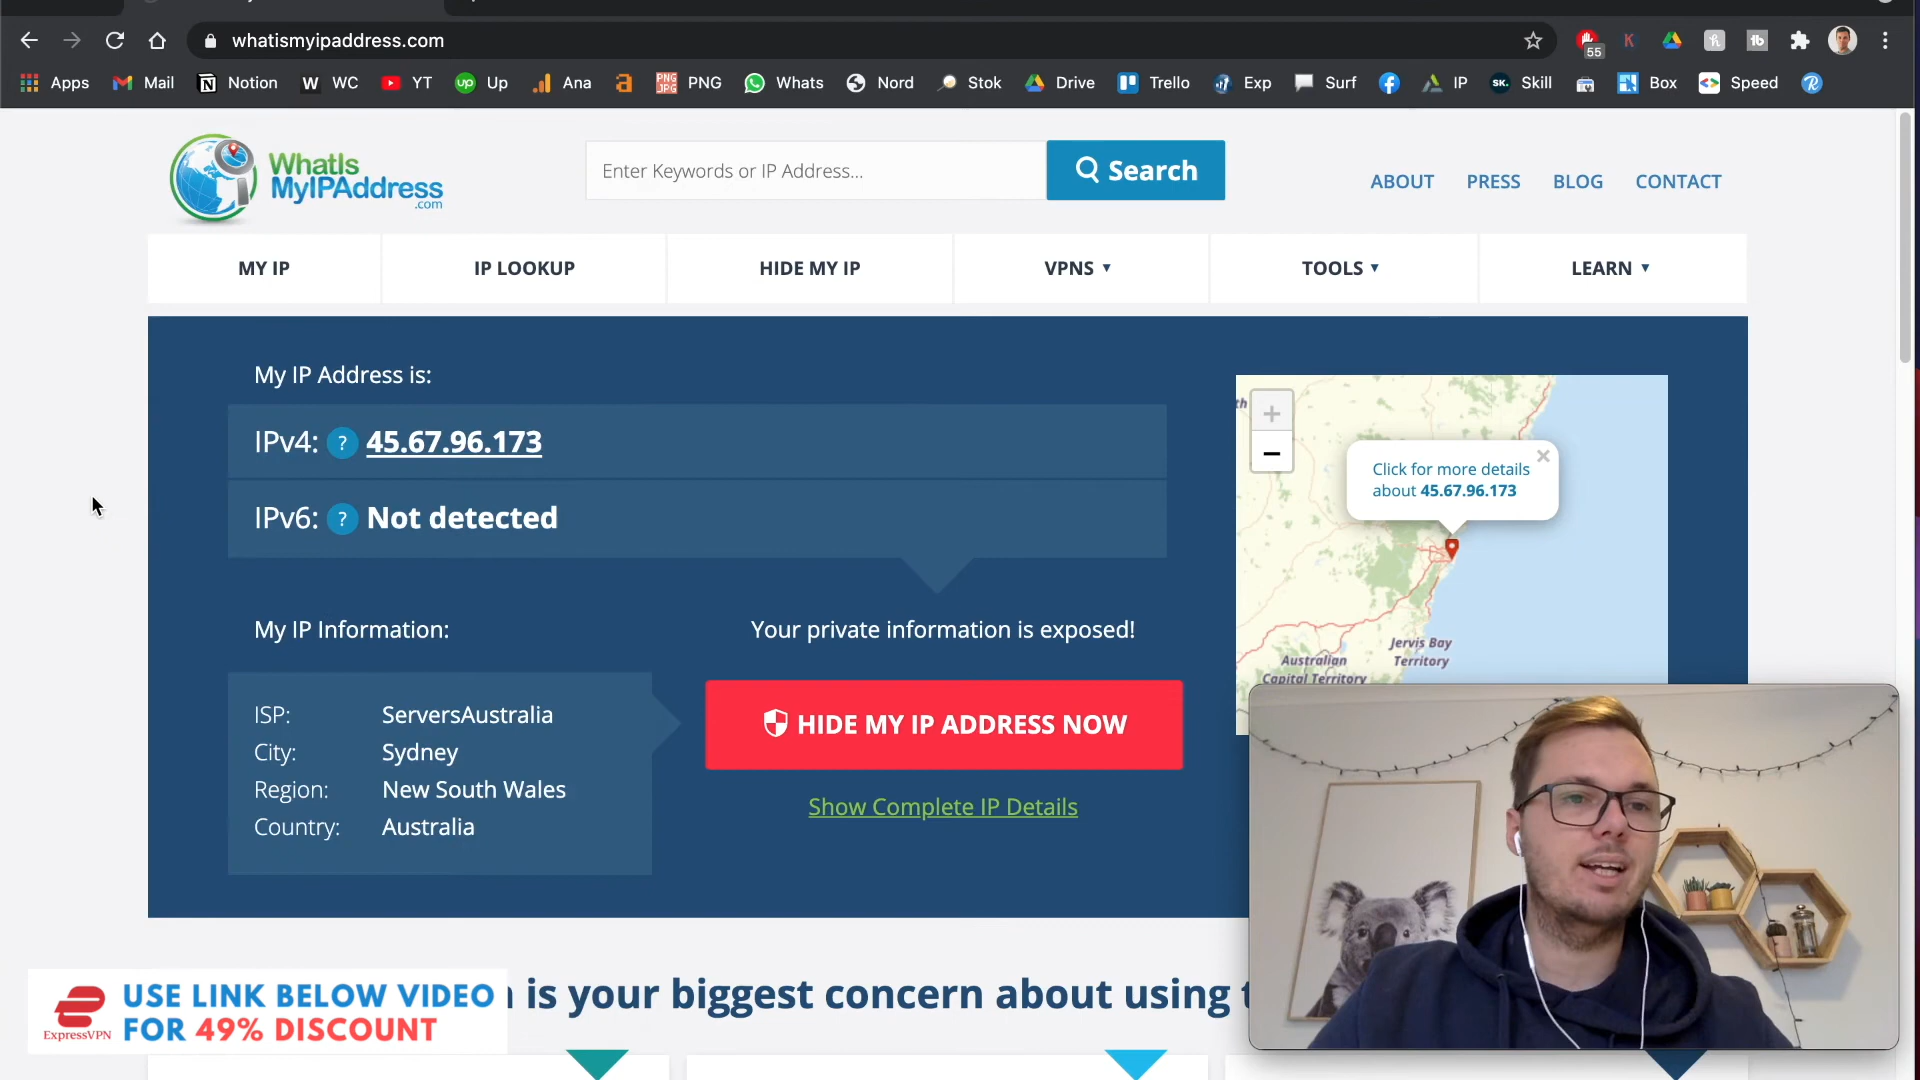 whatismyipaddress.com
55
Apps Mail Notion WC YT Up Ana PNG Whats Nord Stok Drive Trello Exp Surf IP Skill Box Speed
WhatIs
MyIPAddress
.com
Enter Keywords or IP Address...
Search
ABOUT PRESS BLOG CONTACT
MY IP
IP LOOKUP
HIDE MY IP
VPNS ▼
TOOLS ▼
LEARN ▼
My IP Address is:
IPv4: ? 45.67.96.173
IPv6: ? Not detected
Click for more details
about 45.67.96.173
Jervis Bay
Territory
Australian
Capital Territory
My IP Information:
ISP: ServersAustralia
City: Sydney
Region: New South Wales
Country: Australia
Your private information is exposed!
HIDE MY IP ADDRESS NOW
Show Complete IP Details
is your biggest concern about using
ExpressVPN
USE LINK BELOW VIDEO
FOR 49% DISCOUNT